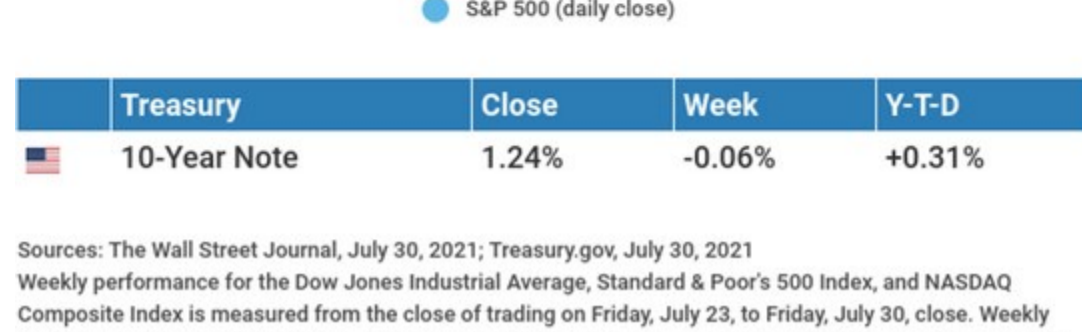 S&P 500 (daily close)
Treasury Close Week Y-T-D
10-Year Note 1.24% -0.06% +0.31%
Sources: The Wall Street Journal, July 30, 2021; Treasury.gov, July 30, 2021
Weekly performance for the Dow Jones Industrial Average, Standard & Poor's 500 Index, and NASDAQ
Composite Index is measured from the close of trading on Friday, July 23, to Friday, July 30, close. Weekly